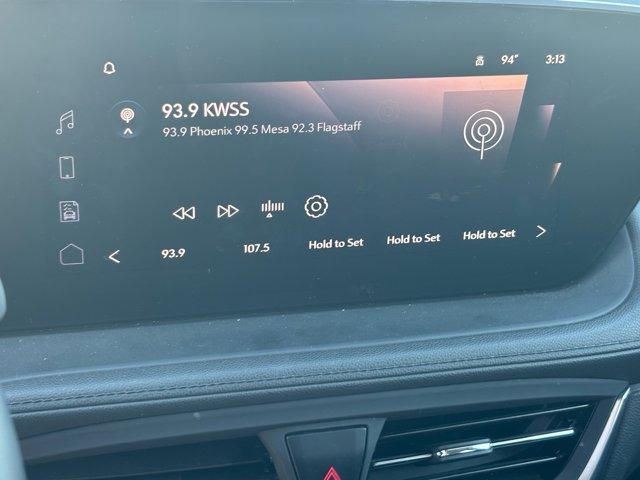 94° 3:13
93.9 KWSS
93.9 Phoenix 99.5 Mesa 92.3 Flagstaff
93.9 107.5 Hold to Set Hold to Set Hold to Set